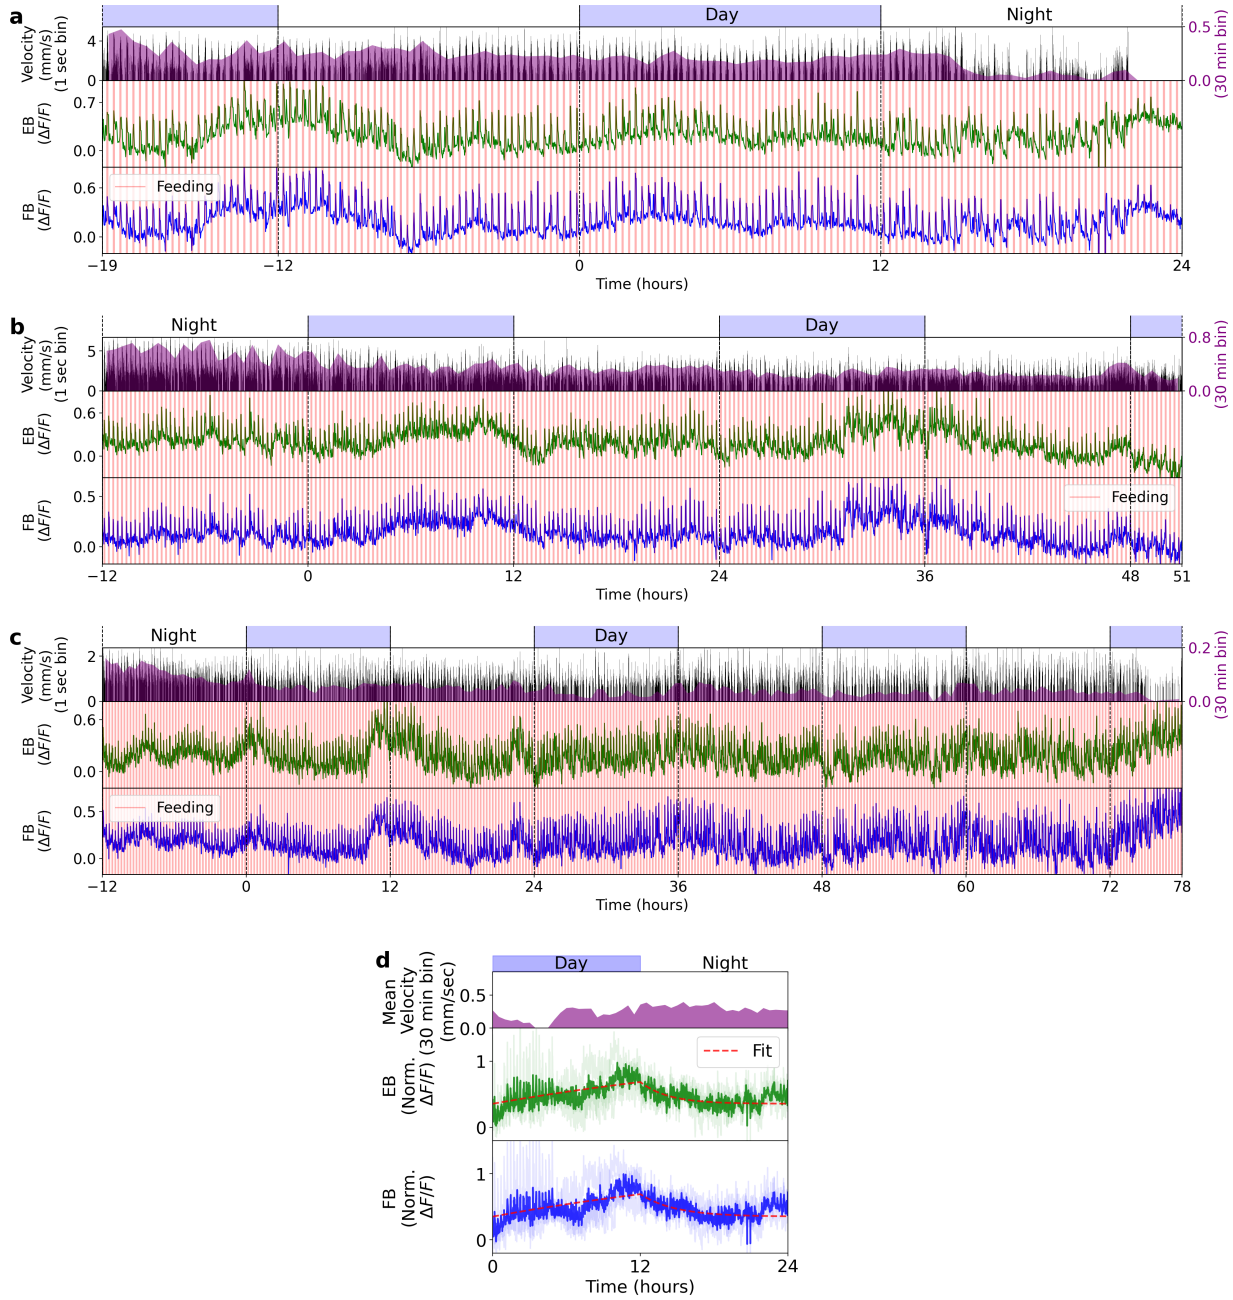 a
Day
Night
Velocity
(mm/s)
(1 sec bin)
4
0
0.5
0.0
(30 min bin)
EB
(ΔF/F)
0.7
0.0
FB
(ΔF/F)
0.6
0.0
Feeding
−19
−12
0
12
24
Time (hours)
b
Night
Day
Velocity
(mm/s)
(1 sec bin)
5
0
0.8
0.0
(30 min bin)
EB
(ΔF/F)
0.6
0.0
FB
(ΔF/F)
0.5
0.0
Feeding
−12
0
12
24
36
48
51
Time (hours)
c
Night
Day
Velocity
(mm/s)
(1 sec bin)
2
0
0.2
0.0
(30 min bin)
EB
(ΔF/F)
0.6
0.0
FB
(ΔF/F)
0.5
0.0
Feeding
−12
0
12
24
36
48
60
72
78
Time (hours)
d
Day
Night
Mean
Velocity
(30 min bin)
(mm/sec)
0.5
0.0
EB
(Norm.
ΔF/F)
1
0
Fit
FB
(Norm.
ΔF/F)
1
0
0
12
24
Time (hours)